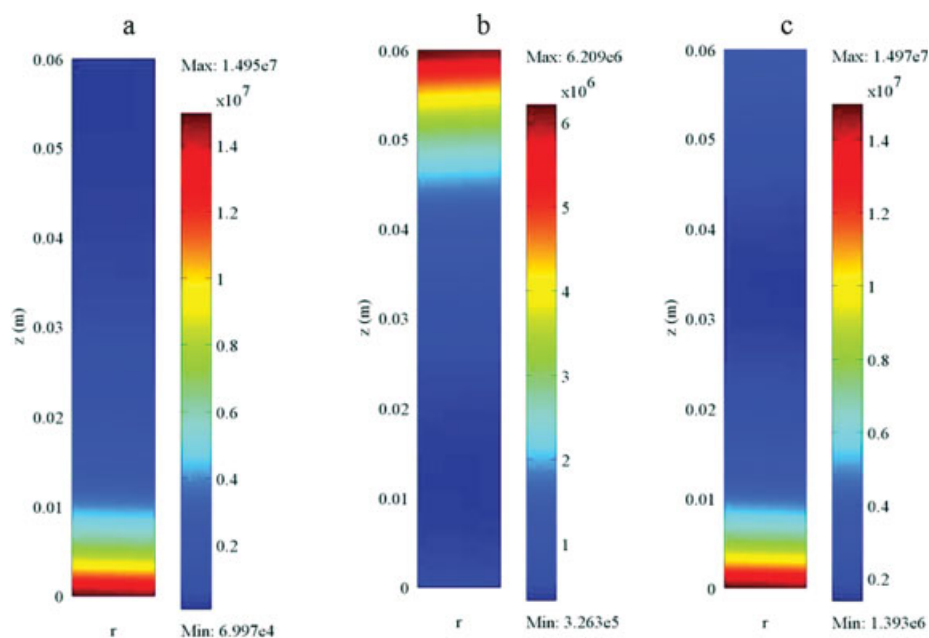 a
b
c
0.06
0.05
0.04
0.03
0.02
0.01
0
z (m)
r
Max: 1.495e7
x10^7
1.4
1.2
1
0.8
0.6
0.4
0.2
Min: 6.997e4
0.06
0.05
0.04
0.03
0.02
0.01
0
z (m)
r
Max: 6.209e6
x10^6
6
5
4
3
2
1
Min: 3.263e5
0.06
0.05
0.04
0.03
0.02
0.01
0
z (m)
r
Max: 1.497e7
x10^7
1.4
1.2
1
0.8
0.6
0.4
0.2
Min: 1.393e6